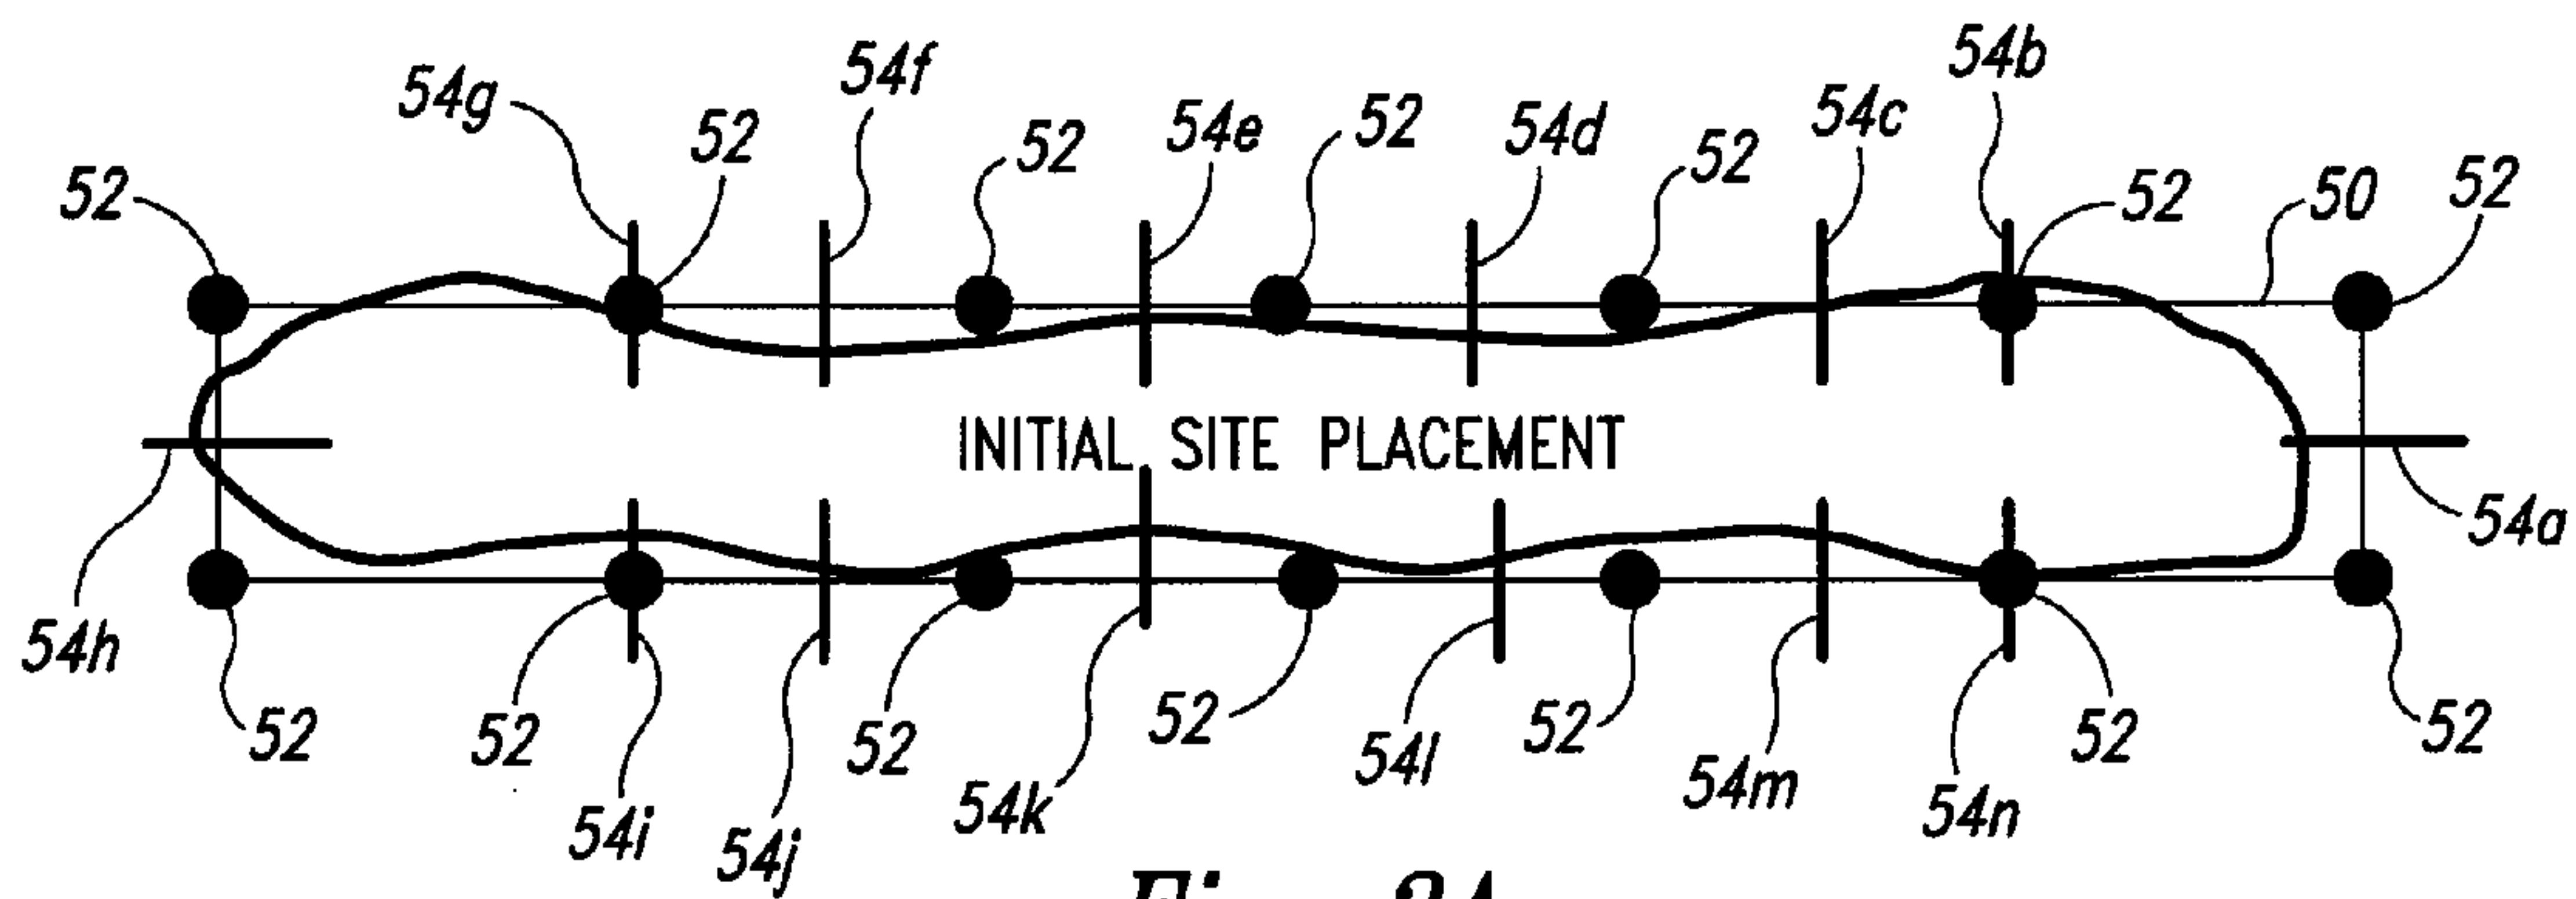 54g 54f 52 52 54e 52 54d 52 54c 54b 52 50 52
52
INITIAL SITE PLACEMENT
54h 54a
52 52 54i 54j 52 54k 52 54l 52 54m 54n 52 52